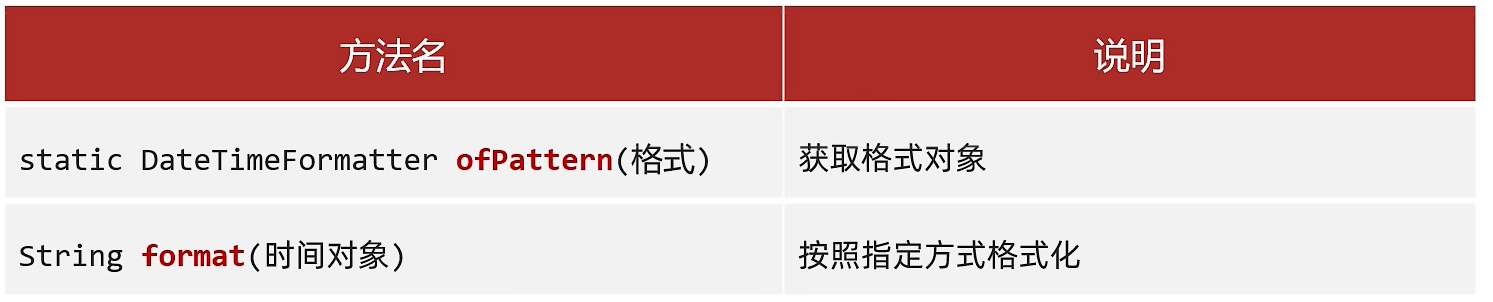 方法名 说明
static DateTimeFormatter ofPattern(格式) 获取格式对象
String format(时间对象) 按照指定方式格式化